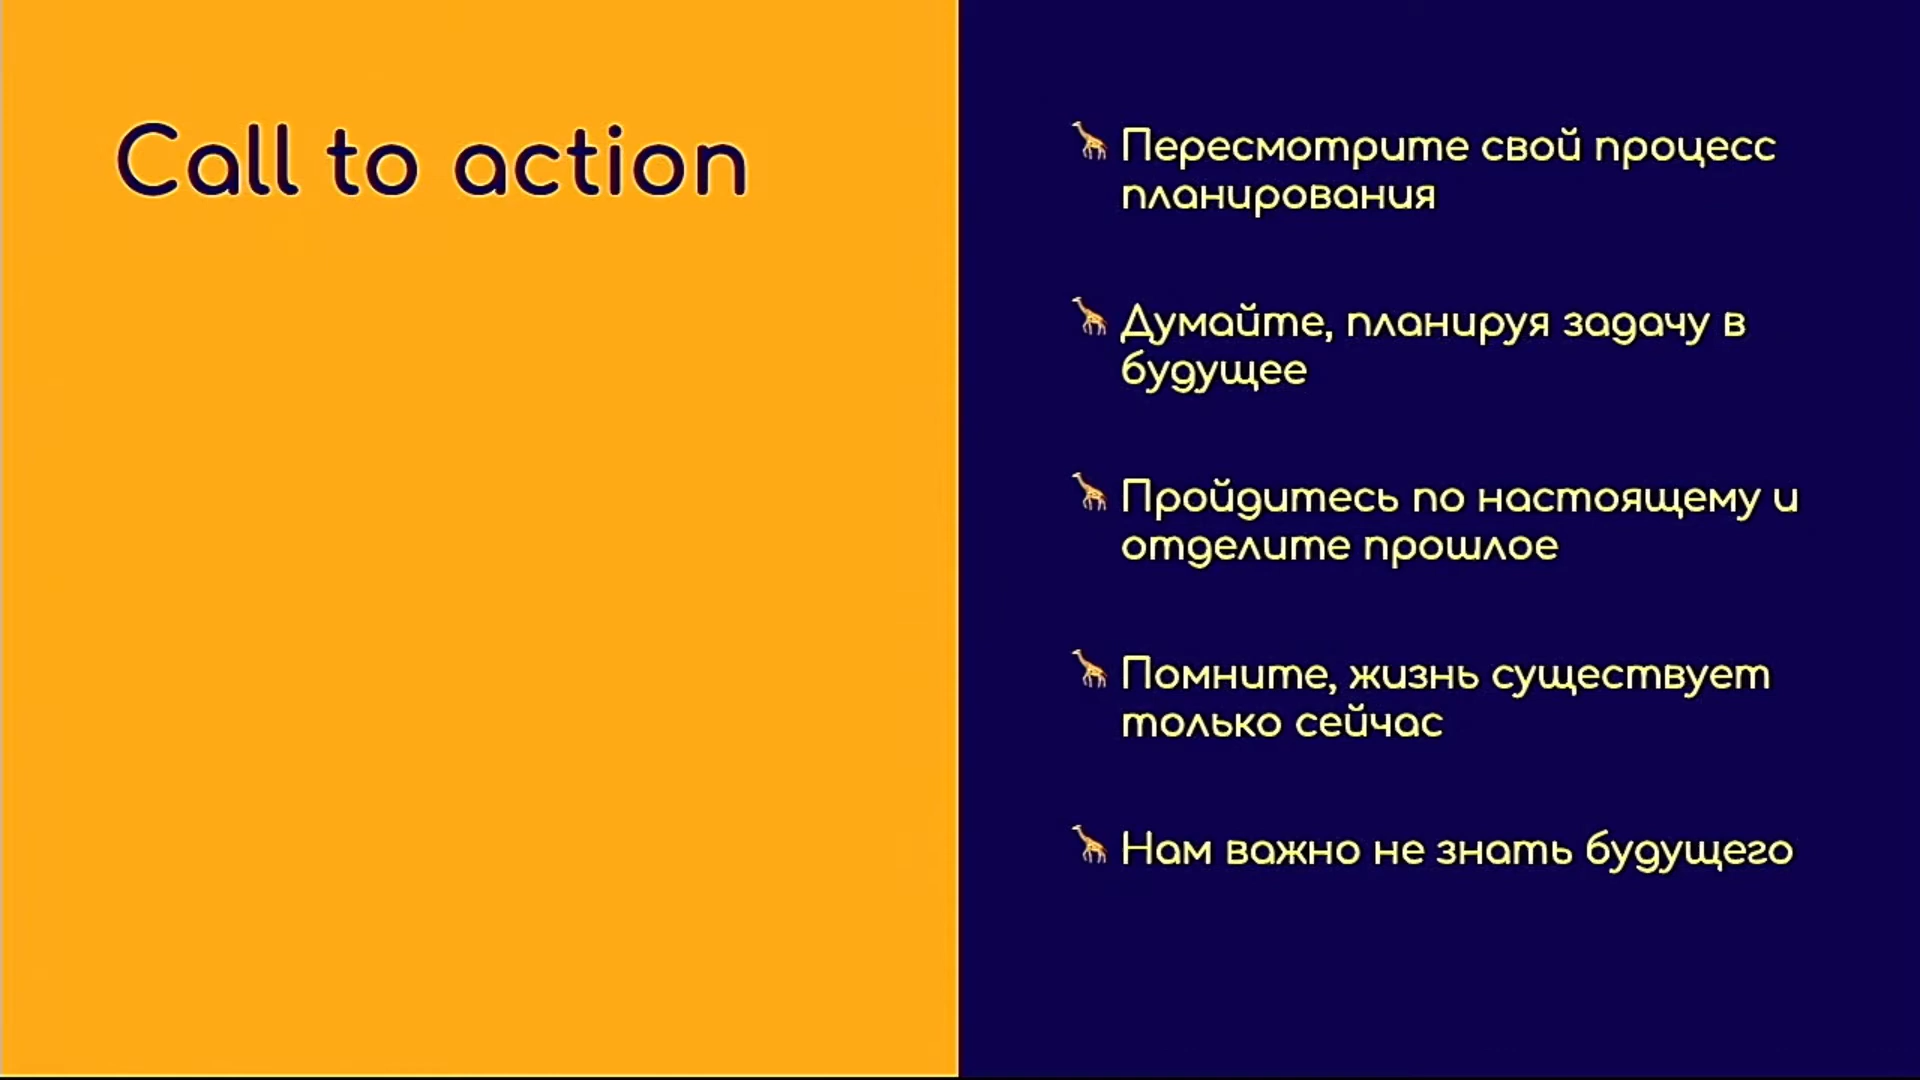 Call to action
Пересмотрите свой процесс
планирования
Думайте, планируя задачу в
будущее
Пройдитесь по настоящему и
отделите прошлое
Помните, жизнь существует
только сейчас
Нам важно не знать будущего